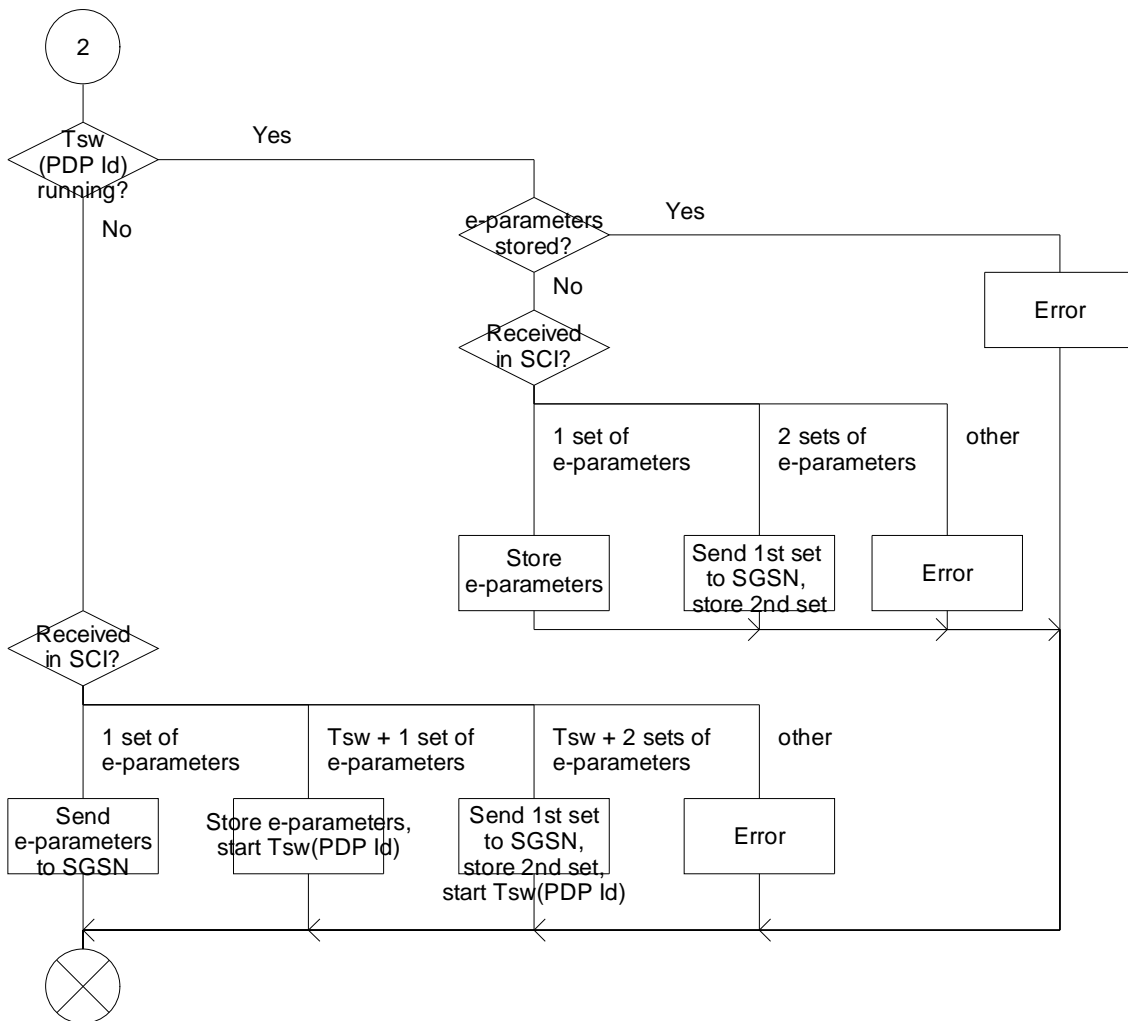 2
Tsw
(PDP Id)
running?
Yes
No
e-parameters
stored?
Yes
No
Error
Received
in SCI?
1 set of
e-parameters
2 sets of
e-parameters
other
Store
e-parameters
Send 1st set
to SGSN,
store 2nd set
Error
Received
in SCI?
1 set of
e-parameters
Tsw + 1 set of
e-parameters
Tsw + 2 sets of
e-parameters
other
Send
e-parameters
to SGSN
Store e-parameters,
start Tsw(PDP Id)
Send 1st set
to SGSN,
store 2nd set,
start Tsw(PDP Id)
Error